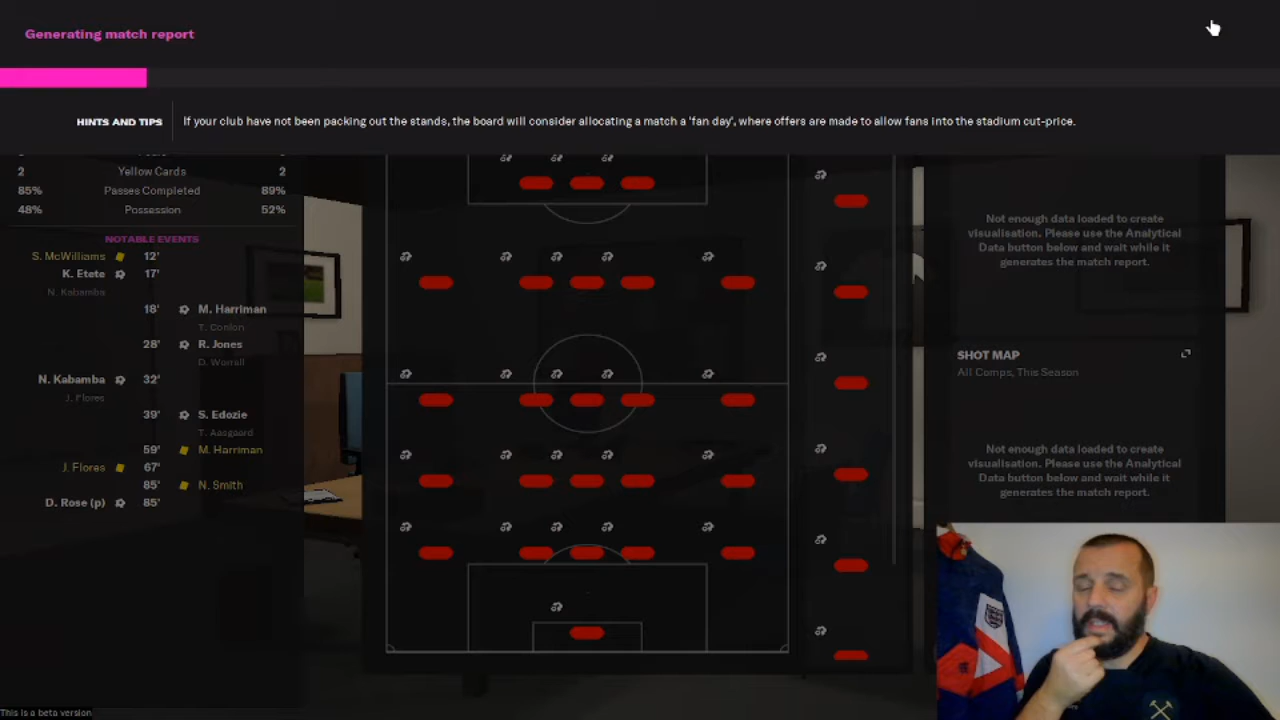 Generating match report
HINTS AND TIPS
If your club have not been packing out the stands, the board will consider allocating a match a 'fan day', where offers are made to allow fans into the stadium cut-price.
2 Yellow Cards 2
85% Passes Completed 89%
48% Possession 52%
NOTABLE EVENTS
S. McWilliams 12'
K. Etete 17'
N. Kabamba
18' M. Harriman
T. Conlon
28' R. Jones
D. Worrall
N. Kabamba 32'
J. Flores
39' S. Edozie
T. Aasgaard
59' M. Harriman
J. Flores 67'
85' N. Smith
D. Rose (p) 85'
Not enough data loaded to create
visualisation. Please use the Analytical
Data button below and wait while it
generates the match report.
SHOT MAP
All Comps, This Season
Not enough data loaded to create
visualisation. Please use the Analytical
Data button below and wait while it
generates the match report.
This is a beta version